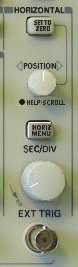 HORIZONTAL
SET TO
ZERO
POSITION
HELP SCROLL
HORIZ
MENU
SEC/DIV
EXT TRIG